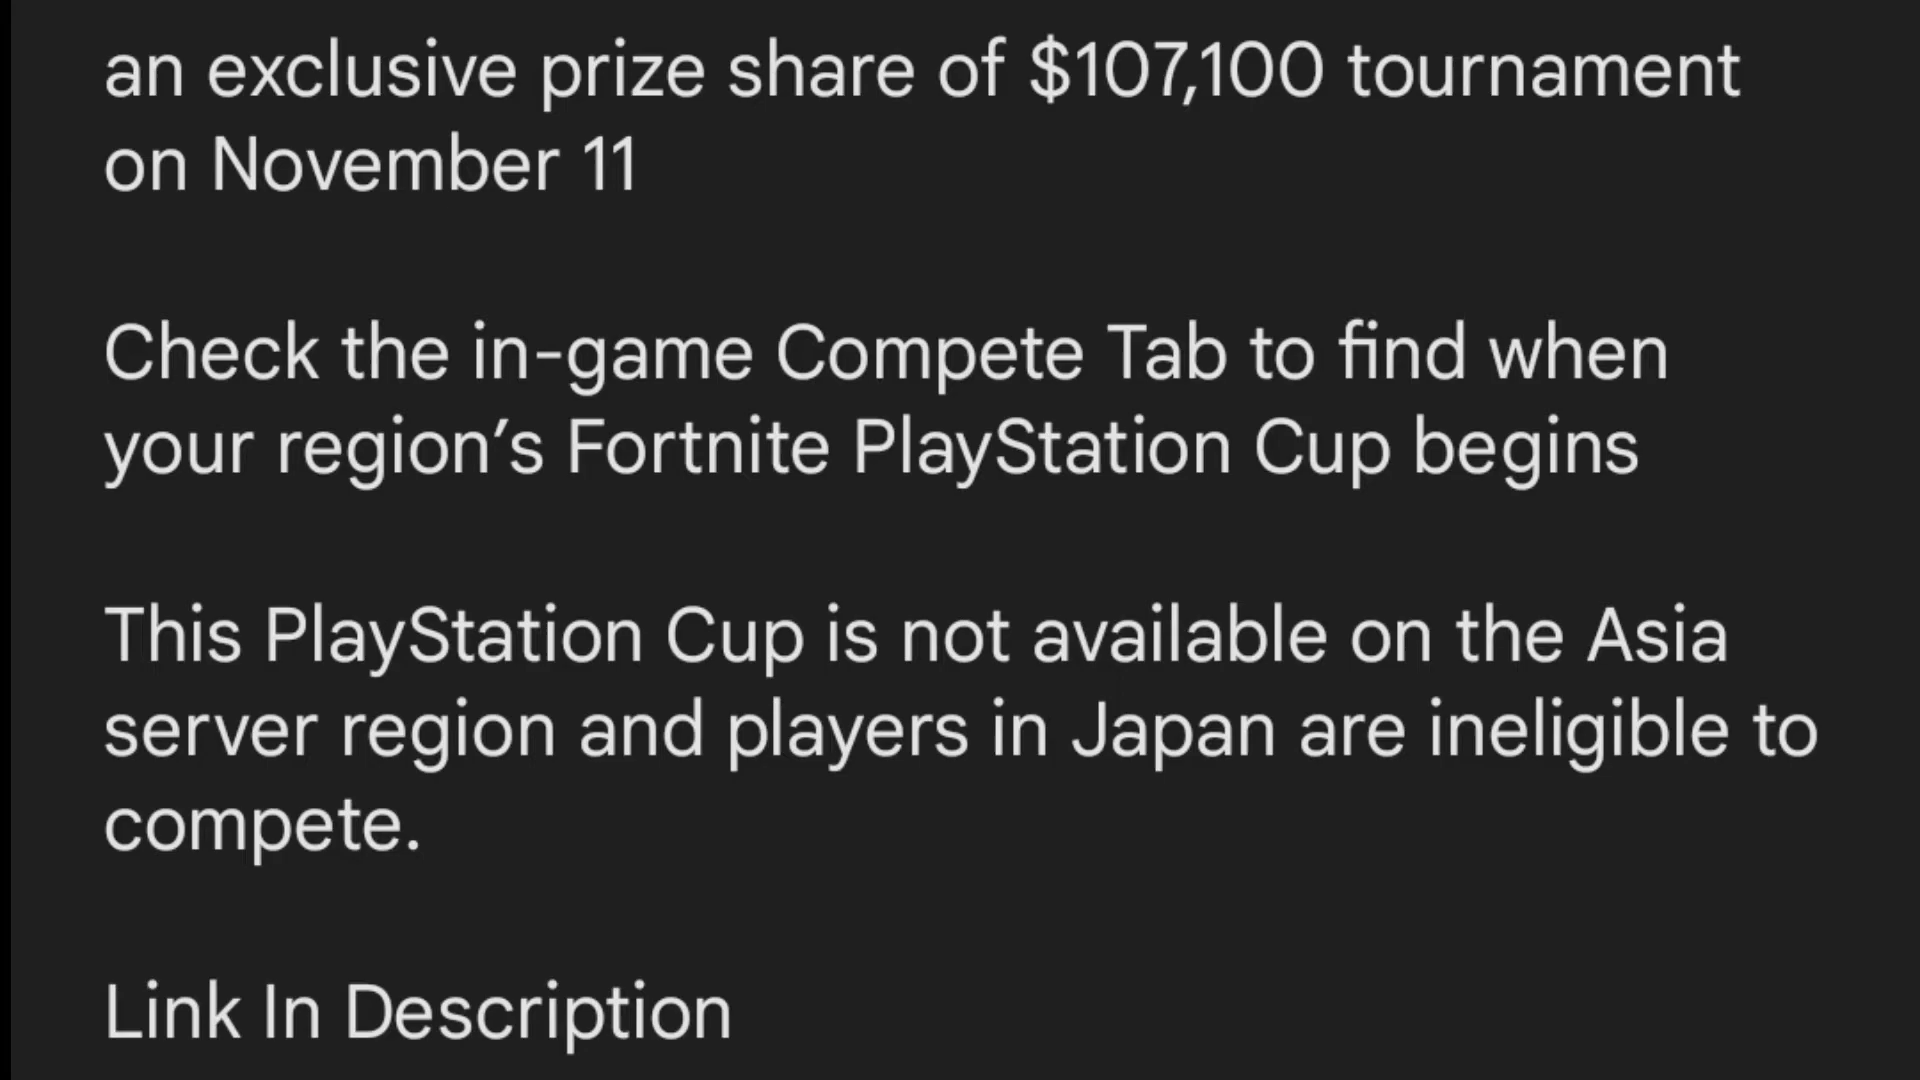 an exclusive prize share of $107,100 tournament
on November 11
Check the in-game Compete Tab to find when
your region’s Fortnite PlayStation Cup begins
This PlayStation Cup is not available on the Asia
server region and players in Japan are ineligible to
compete.
Link In Description